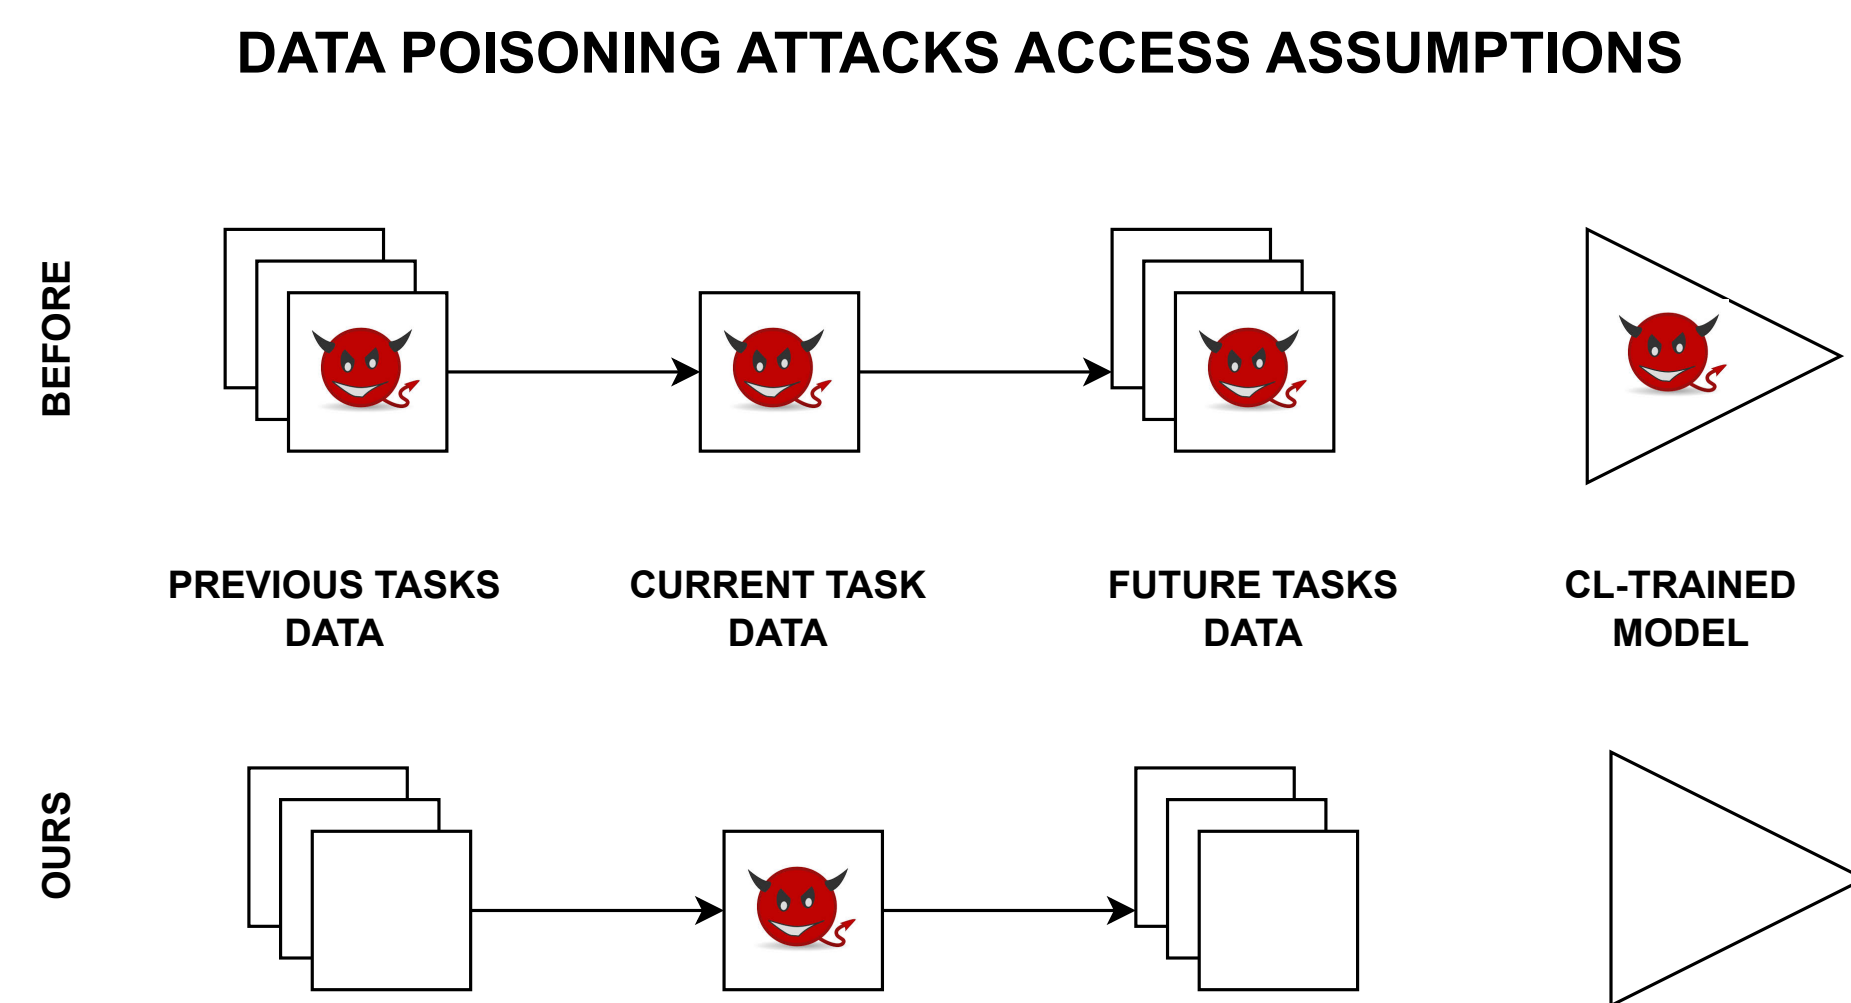 DATA POISONING ATTACKS ACCESS ASSUMPTIONS
BEFORE
PREVIOUS TASKS
DATA
CURRENT TASK
DATA
FUTURE TASKS
DATA
CL-TRAINED
MODEL
OURS